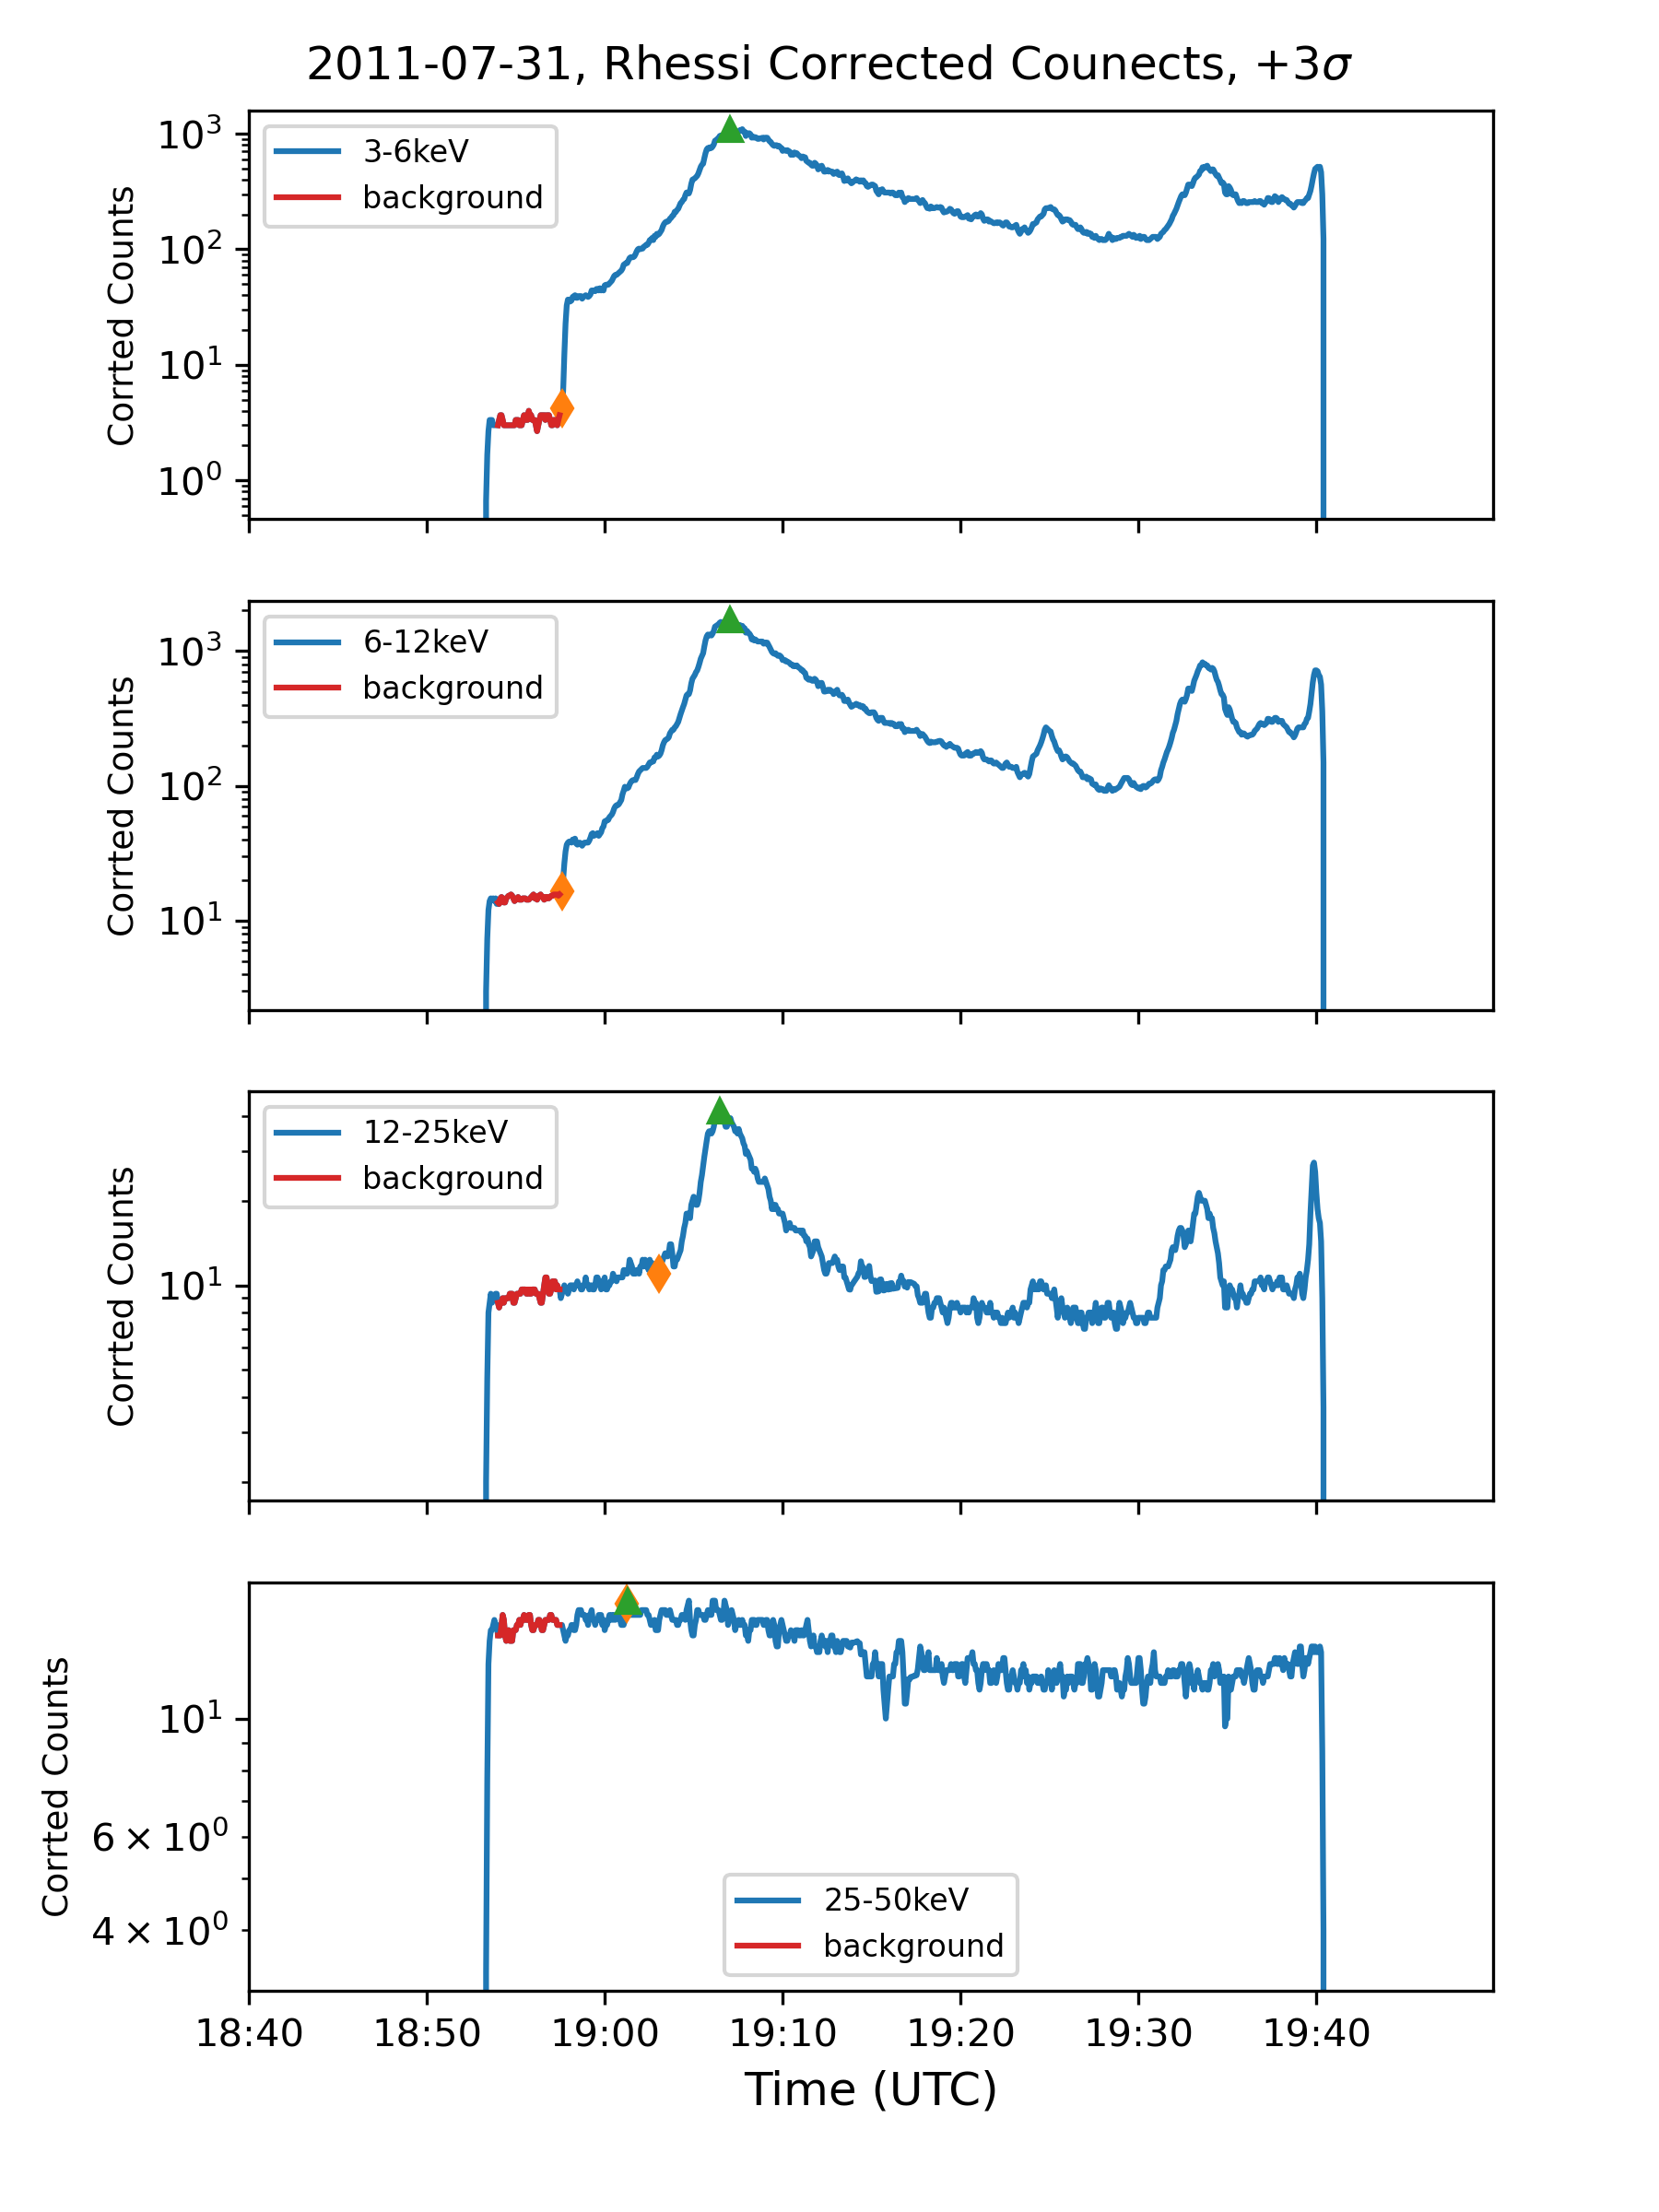 2011-07-31, Rhessi Corrected Counects, +3σ
Corrted Counts
10³
10²
10¹
10⁰
3-6keV
background
Corrted Counts
10³
10²
10¹
6-12keV
background
Corrted Counts
10¹
12-25keV
background
Corrted Counts
10¹
6×10⁰
4×10⁰
25-50keV
background
18:40 18:50 19:00 19:10 19:20 19:30 19:40
Time (UTC)